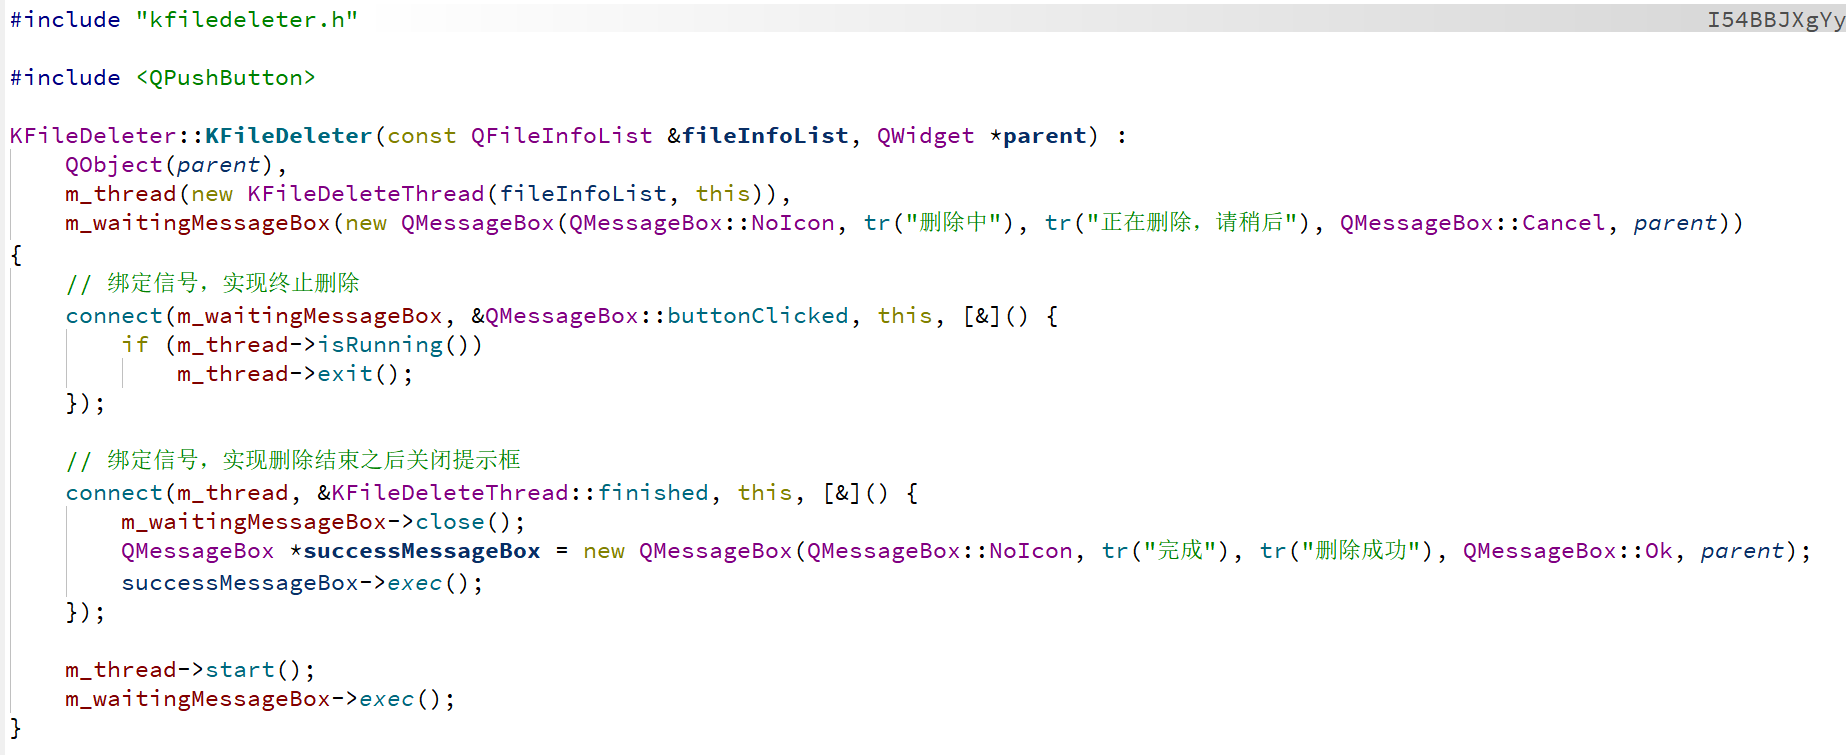 #include "kfiledeleter.h"
I54BBJXgYy
#include <QPushButton>
KFileDeleter::KFileDeleter(const QFileInfoList &fileInfoList, QWidget *parent) :
QObject(parent),
m_thread(new KFileDeleteThread(fileInfoList, this)),
m_waitingMessageBox(new QMessageBox(QMessageBox::NoIcon, tr("删除中"), tr("正在删除，请稍后"), QMessageBox::Cancel, parent))
{
// 绑定信号，实现终止删除
connect(m_waitingMessageBox, &QMessageBox::buttonClicked, this, [&]() {
if (m_thread->isRunning())
m_thread->exit();
});
// 绑定信号，实现删除结束之后关闭提示框
connect(m_thread, &KFileDeleteThread::finished, this, [&]() {
m_waitingMessageBox->close();
QMessageBox *successMessageBox = new QMessageBox(QMessageBox::NoIcon, tr("完成"), tr("删除成功"), QMessageBox::Ok, parent);
successMessageBox->exec();
});
m_thread->start();
m_waitingMessageBox->exec();
}